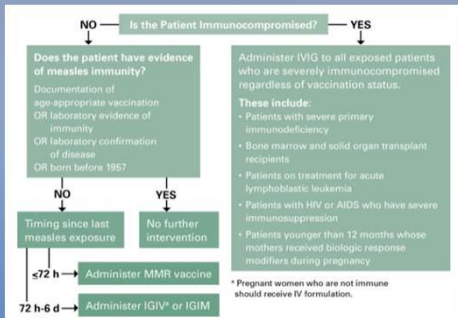 NO
Is the Patient Immunocompromised?
YES
Does the patient have evidence
of measles immunity?
Documentation of
age-appropriate vaccination
OR laboratory evidence of
immunity
OR laboratory confirmation
of disease
OR born before 1957
NO
YES
Timing since last
measles exposure
No further
intervention
≤72 h
Administer MMR vaccine
72 h-6 d
Administer IGIVª or IGIM
Administer IVIG to all exposed patients
who are severely immunocompromised
regardless of vaccination status.
These include:
• Patients with severe primary
immunodeficiency
• Bone marrow and solid organ transplant
recipients
• Patients on treatment for acute
lymphoblastic leukemia
• Patients with HIV or AIDS who have severe
immunosuppression
• Patients younger than 12 months whose
mothers received biologic response
modifiers during pregnancy
ª Pregnant women who are not immune
should receive IV formulation.